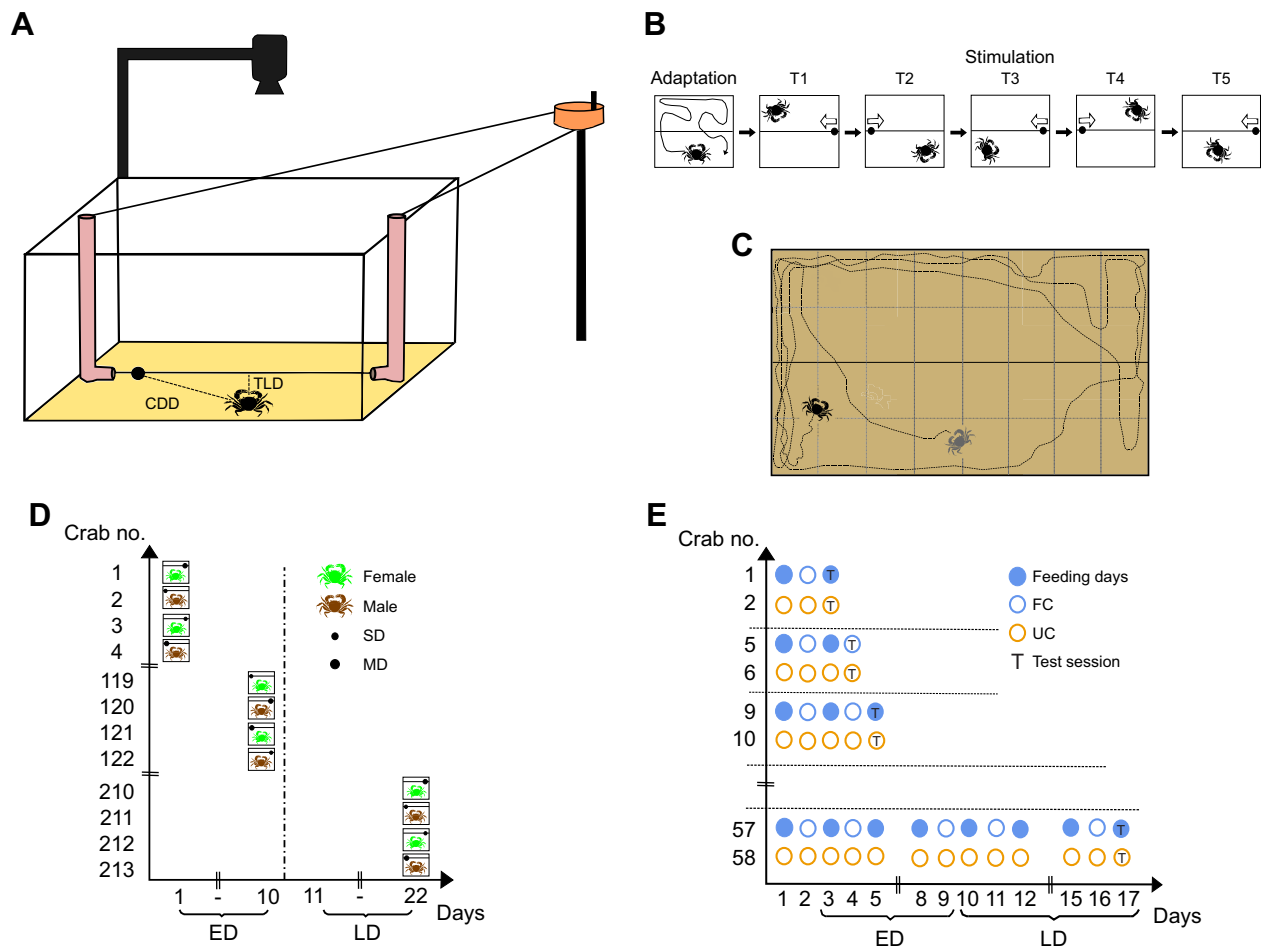 A
TLD
CDD
B
Stimulation
Adaptation T1 T2 T3 T4 T5
C
D
Crab no.
1
2
3
4
119
120
121
122
210
211
212
213
Female
Male
SD
MD
1 - 10 11 - 22
Days
ED LD
E
Crab no.
1
T
2
T
5
T
6
T
9
T
10
T
57
T
58
T
Feeding days
FC
UC
T Test session
1 2 3 4 5 8 9 10 11 12 15 16 17
Days
ED LD